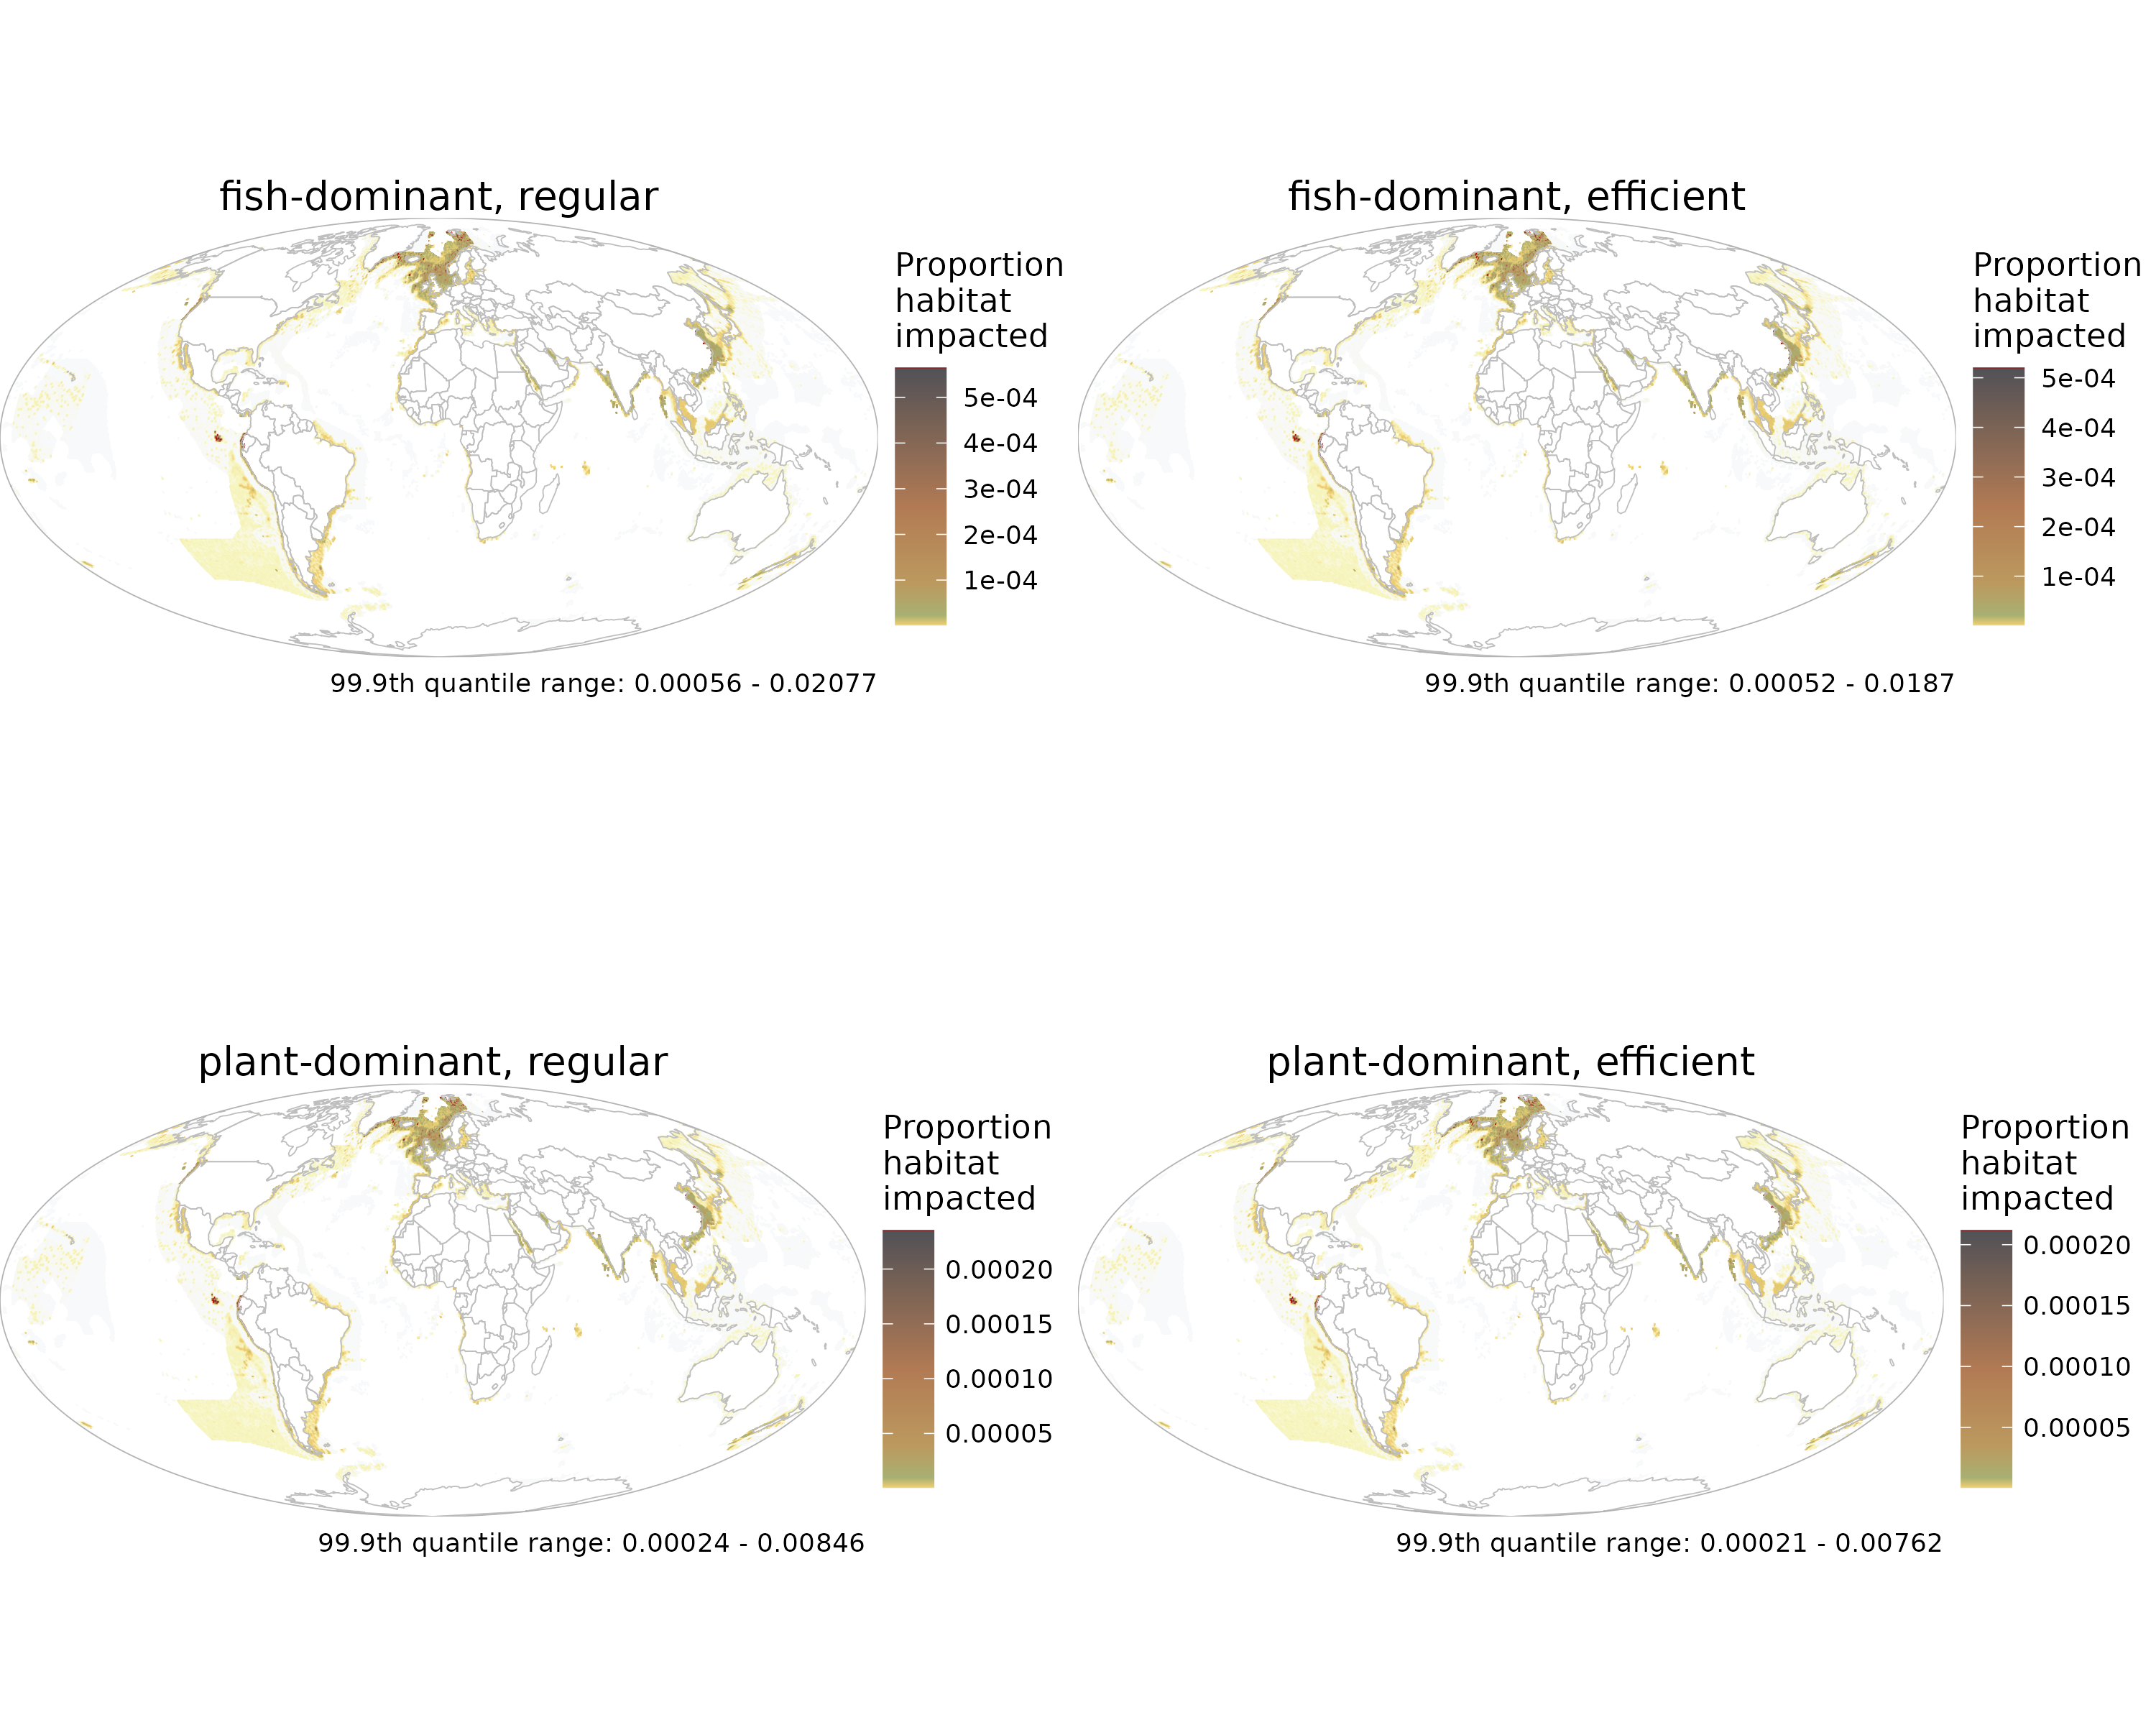 fish-dominant, regular
Proportion
habitat
impacted
5e-04
4e-04
3e-04
2e-04
1e-04
99.9th quantile range: 0.00056 - 0.02077
fish-dominant, efficient
Proportion
habitat
impacted
5e-04
4e-04
3e-04
2e-04
1e-04
99.9th quantile range: 0.00052 - 0.0187
plant-dominant, regular
Proportion
habitat
impacted
0.00020
0.00015
0.00010
0.00005
99.9th quantile range: 0.00024 - 0.00846
plant-dominant, efficient
Proportion
habitat
impacted
0.00020
0.00015
0.00010
0.00005
99.9th quantile range: 0.00021 - 0.00762